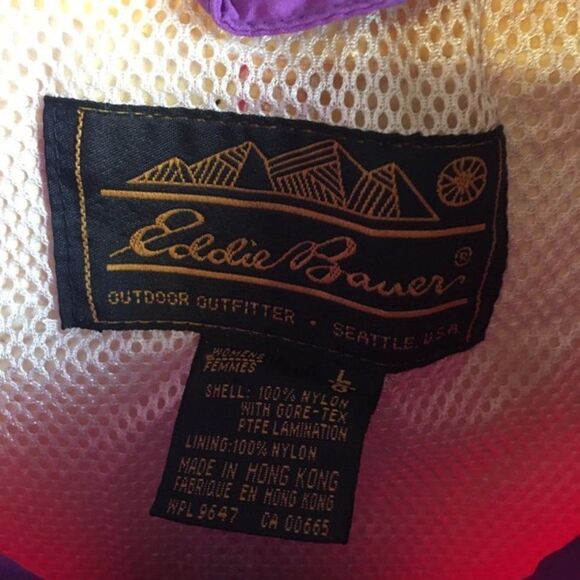 Eddie Bauer ®
OUTDOOR OUTFITTER • SEATTLE, U.S.A.
WOMENS
FEMMES
L/G
SHELL: 100% NYLON
WITH GORE-TEX
PTFE LAMINATION
LINING:100% NYLON
MADE IN HONG KONG
FABRIQUE EN HONG KONG
WPL 9647 CA 00665